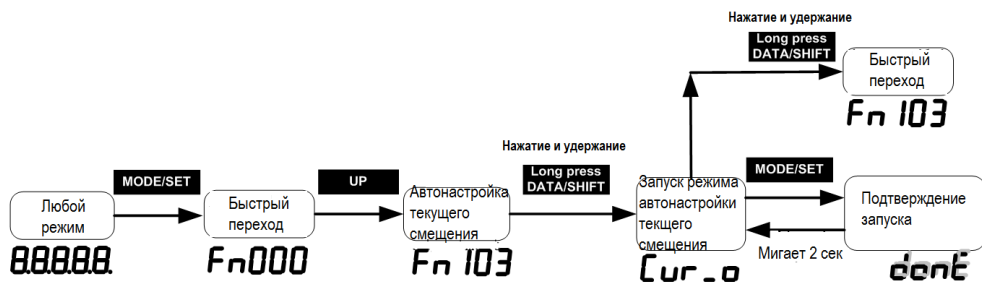 Нажатие и удержание
Long press
DATA/SHIFT
Быстрый
переход
Fn 103
Нажатие и удержание
MODE/SET
UP
Long press
DATA/SHIFT
MODE/SET
Любой
режим
8.8.8.8.8.
Быстрый
переход
Fn000
Автонастройка
текущего
смещения
Fn 103
Запуск режима
автонастройки
текщего
смещения
Cur_o
Подтверждение
запуска
Мигает 2 сек
donE